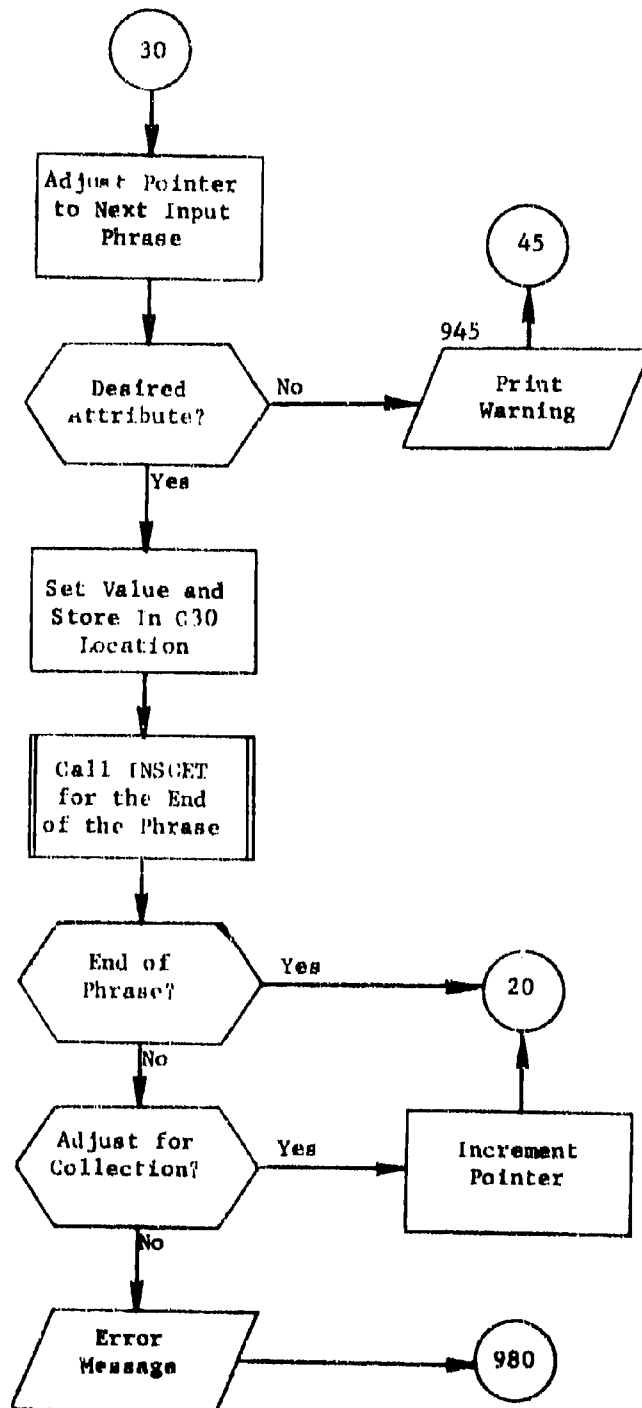 30
Adjust Pointer
to Next Input
Phrase
45
945
Desired
Attribute?
No
Print
Warning
Yes
Set Value and
Store In C30
Location
Call INSGET
for the End
of the Phrase
End of
Phrase?
Yes
20
No
Adjust for
Collection?
Yes
Increment
Pointer
No
Error
Message
980